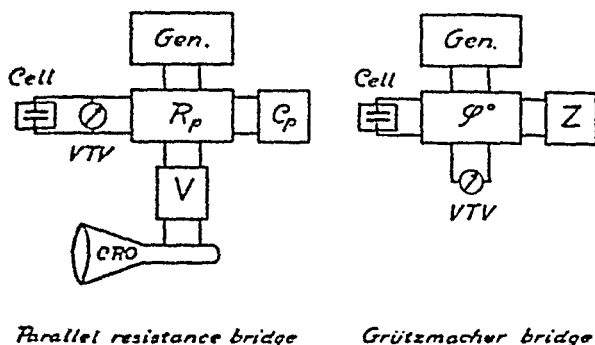 Gen.
Cell
Rp
Cp
VTV
V
CRO
Parallel resistance bridge
Gen.
Cell
φ°
Z
VTV
Grützmacher bridge